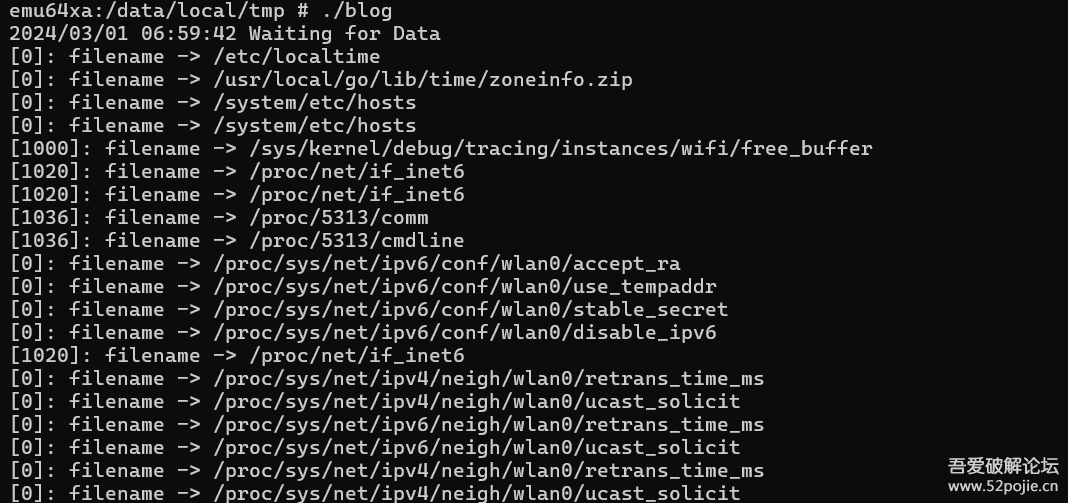 emu64xa:/data/local/tmp # ./blog
2024/03/01 06:59:42 Waiting for Data
[0]: filename -> /etc/localtime
[0]: filename -> /usr/local/go/lib/time/zoneinfo.zip
[0]: filename -> /system/etc/hosts
[0]: filename -> /system/etc/hosts
[1000]: filename -> /sys/kernel/debug/tracing/instances/wifi/free_buffer
[1020]: filename -> /proc/net/if_inet6
[1020]: filename -> /proc/net/if_inet6
[1036]: filename -> /proc/5313/comm
[1036]: filename -> /proc/5313/cmdline
[0]: filename -> /proc/sys/net/ipv6/conf/wlan0/accept_ra
[0]: filename -> /proc/sys/net/ipv6/conf/wlan0/use_tempaddr
[0]: filename -> /proc/sys/net/ipv6/conf/wlan0/stable_secret
[0]: filename -> /proc/sys/net/ipv6/conf/wlan0/disable_ipv6
[1020]: filename -> /proc/net/if_inet6
[0]: filename -> /proc/sys/net/ipv4/neigh/wlan0/retrans_time_ms
[0]: filename -> /proc/sys/net/ipv4/neigh/wlan0/ucast_solicit
[0]: filename -> /proc/sys/net/ipv6/neigh/wlan0/retrans_time_ms
[0]: filename -> /proc/sys/net/ipv6/neigh/wlan0/ucast_solicit
[0]: filename -> /proc/sys/net/ipv4/neigh/wlan0/retrans_time_ms
[0]: filename -> /proc/sys/net/ipv4/neigh/wlan0/ucast_solicit
吾爱破解论坛
www.52pojie.cn